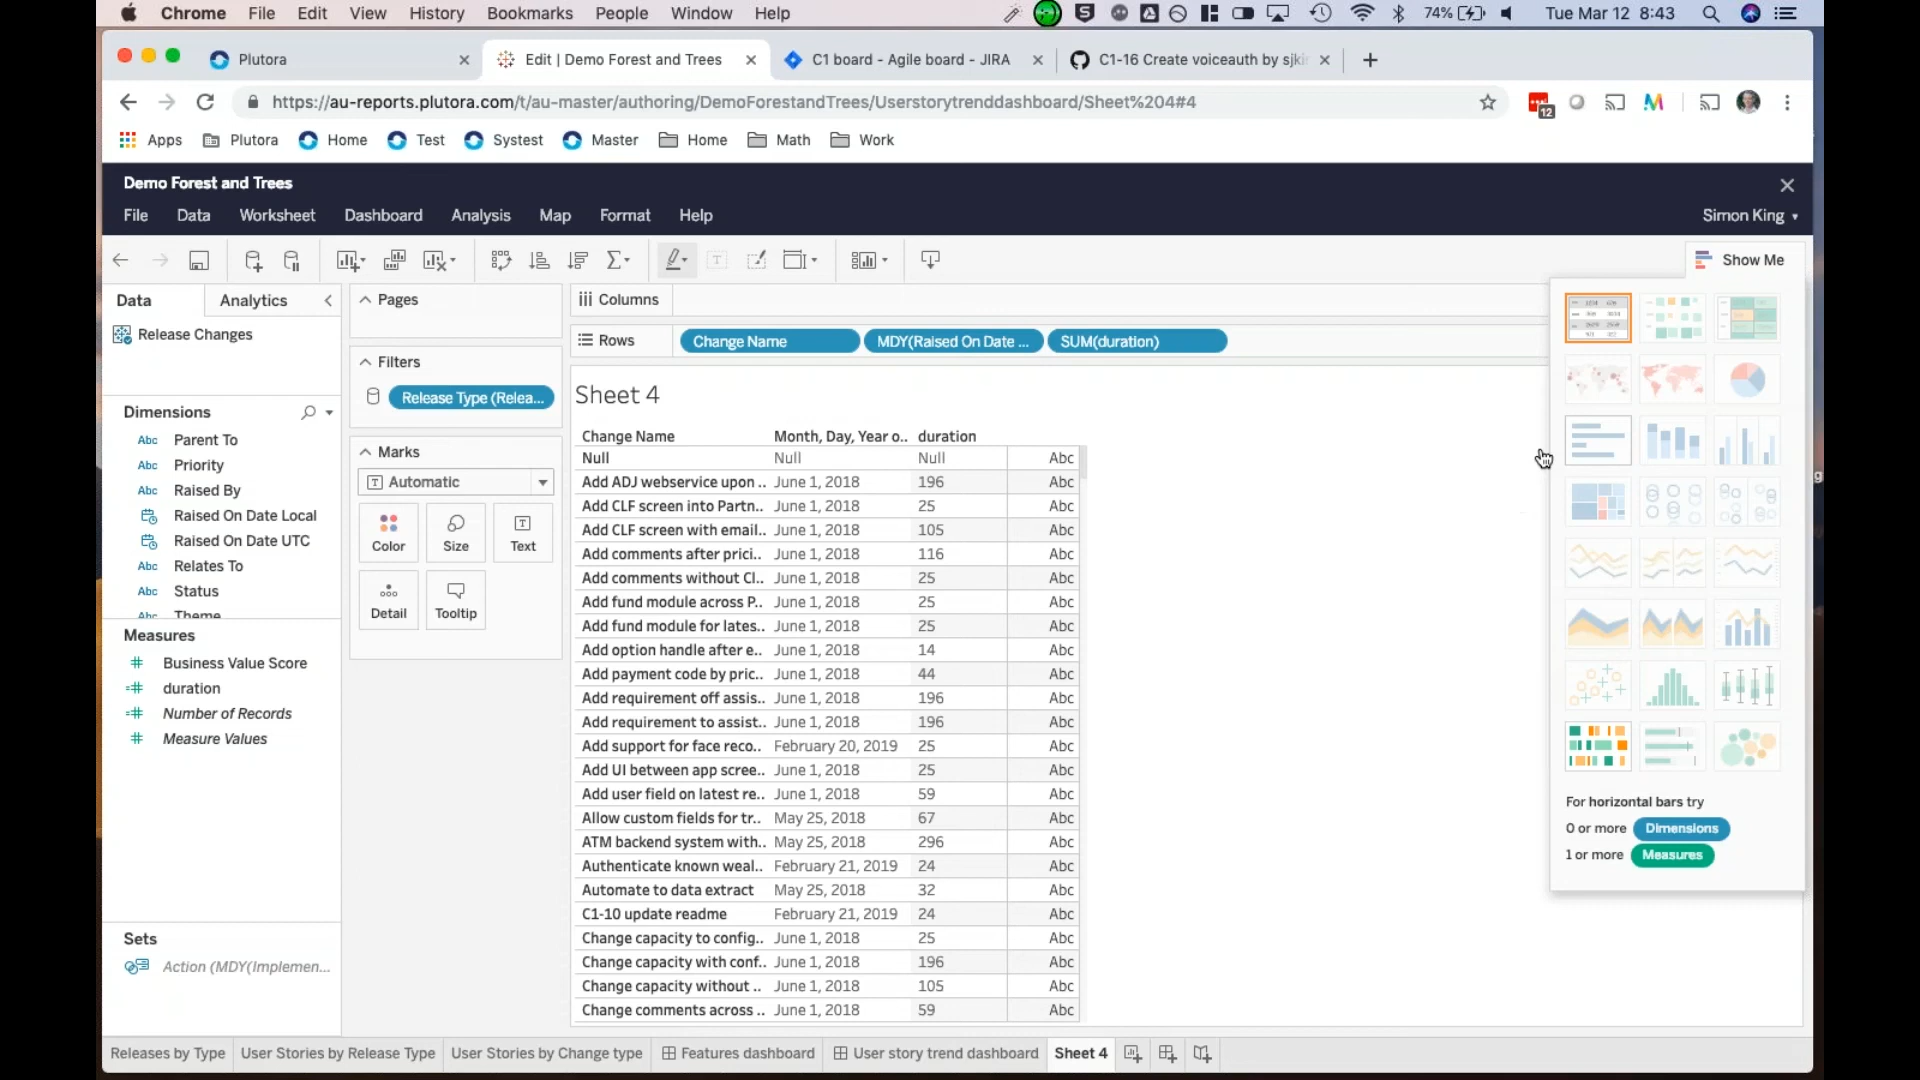 Chrome File Edit View History Bookmarks People Window Help 74% Tue Mar 12 8:43
Plutora
Edit | Demo Forest and Trees
C1 board - Agile board - JIRA
C1-16 Create voiceauth by sjki
https://au-reports.plutora.com/t/au-master/authoring/DemoForestandTrees/Userstorytrenddashboard/Sheet%204#4
12
Apps Plutora Home Test Systest Master Home Math Work
Demo Forest and Trees
File Data Worksheet Dashboard Analysis Map Format Help
Simon King
Show Me
Data Analytics
Release Changes
Dimensions
Abc Parent To
Abc Priority
Abc Raised By
Raised On Date Local
Raised On Date UTC
Abc Relates To
Abc Status
Abc Theme
Measures
Business Value Score
duration
Number of Records
Measure Values
Sets
Action (MDY(Implemen...
Pages
Filters
Release Type (Relea...
Marks
Automatic
Color Size Text
Detail Tooltip
Columns
Rows Change Name MDY(Raised On Date ... SUM(duration)
Sheet 4
Change Name Month, Day, Year o.. duration
Null Null Null Abc
Add ADJ webservice upon .. June 1, 2018 196 Abc
Add CLF screen into Partn.. June 1, 2018 25 Abc
Add CLF screen with email.. June 1, 2018 105 Abc
Add comments after prici.. June 1, 2018 116 Abc
Add comments without Cl.. June 1, 2018 25 Abc
Add fund module across P.. June 1, 2018 25 Abc
Add fund module for lates.. June 1, 2018 25 Abc
Add option handle after e.. June 1, 2018 14 Abc
Add payment code by pric.. June 1, 2018 44 Abc
Add requirement off assis.. June 1, 2018 196 Abc
Add requirement to assist.. June 1, 2018 196 Abc
Add support for face reco.. February 20, 2019 25 Abc
Add UI between app scree.. June 1, 2018 25 Abc
Add user field on latest re.. June 1, 2018 59 Abc
Allow custom fields for tr.. May 25, 2018 67 Abc
ATM backend system with.. May 25, 2018 296 Abc
Authenticate known weal.. February 21, 2019 24 Abc
Automate to data extract May 25, 2018 32 Abc
C1-10 update readme February 21, 2019 24 Abc
Change capacity to config.. June 1, 2018 25 Abc
Change capacity with conf.. June 1, 2018 196 Abc
Change capacity without .. June 1, 2018 105 Abc
Change comments across .. June 1, 2018 59 Abc
For horizontal bars try
0 or more Dimensions
1 or more Measures
Releases by Type User Stories by Release Type User Stories by Change type Features dashboard User story trend dashboard Sheet 4